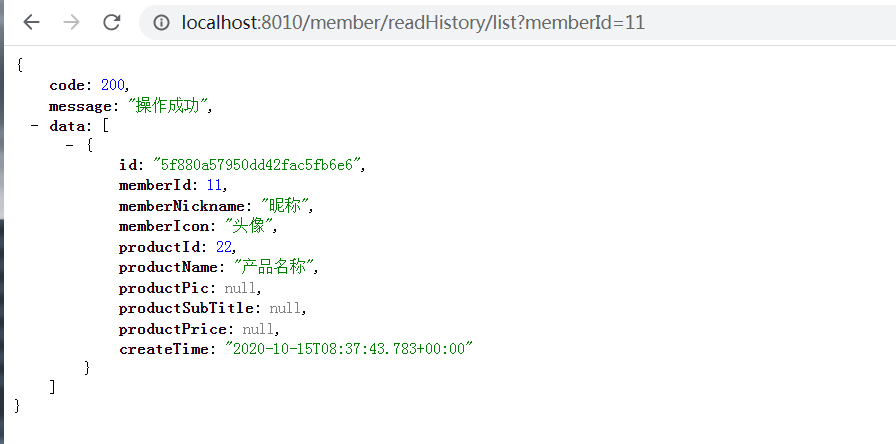 localhost:8010/member/readHistory/list?memberId=11
{
code: 200,
message: "操作成功",
- data: [
- {
id: "5f880a57950dd42fac5fb6e6",
memberId: 11,
memberNickname: "昵称",
memberIcon: "头像",
productId: 22,
productName: "产品名称",
productPic: null,
productSubTitle: null,
productPrice: null,
createTime: "2020-10-15T08:37:43.783+00:00"
}
]
}